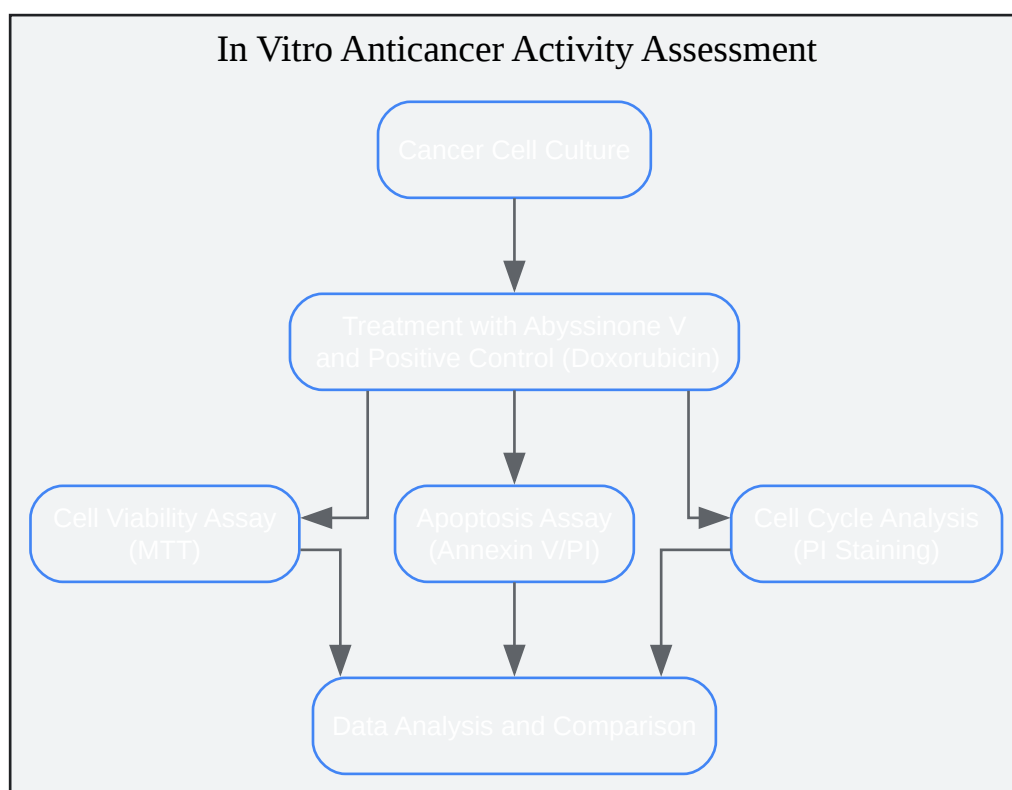 In Vitro Anticancer Activity Assessment
Cancer Cell Culture
Treatment with Abyssinone V
and Positive Control (Doxorubicin)
Cell Viability Assay
(MTT)
Apoptosis Assay
(Annexin V/PI)
Cell Cycle Analysis
(PI Staining)
Data Analysis and Comparison